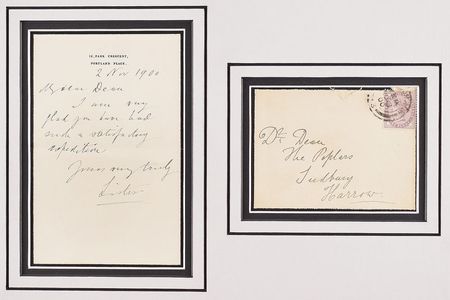 12, PARK CRESCENT,
PORTLAND PLACE.
2 Nov 1900
My dear Dean
I am very
glad you have had
such a satisfactory
expedition
Yours very truly
Lister
Dr. Dean
The Poplars
Sudbury
Harrow